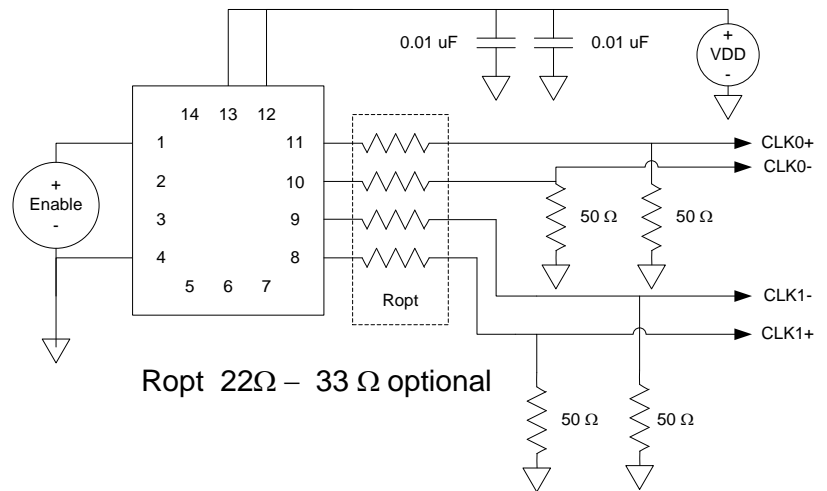 0.01 uF
0.01 uF
+
VDD
-
14 13 12
1
11
CLK0+
CLK0-
+
Enable
-
2
10
3
9
50 Ω
50 Ω
4
8
5 6 7
Ropt
CLK1-
CLK1+
Ropt 22Ω – 33 Ω optional
50 Ω
50 Ω